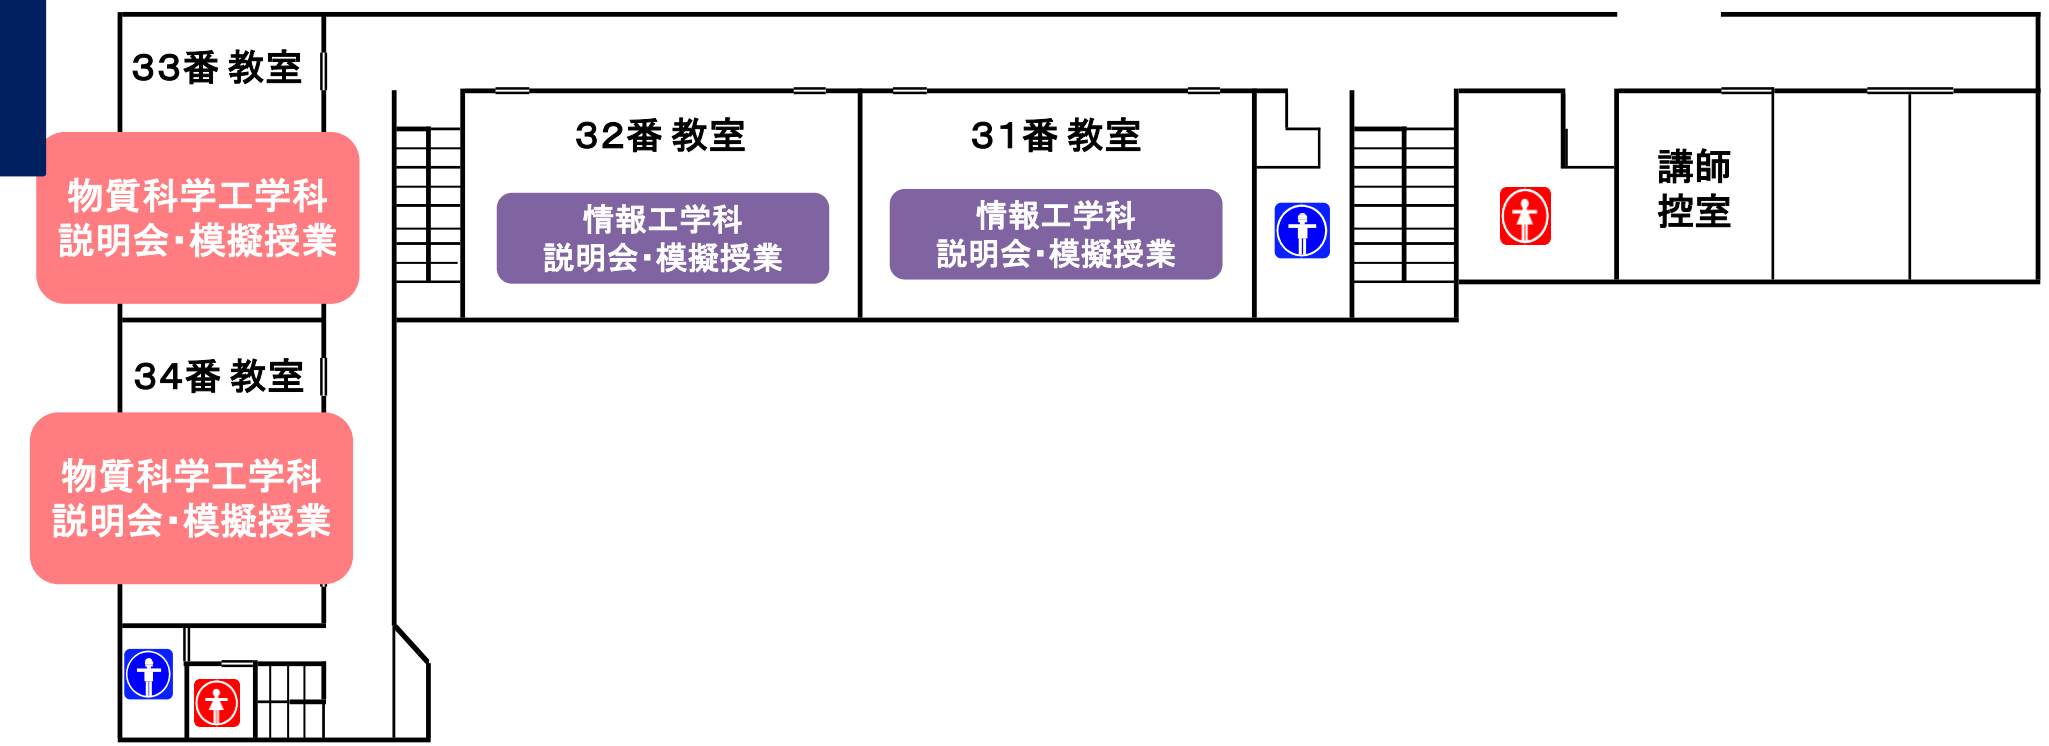 33番 教室
物質科学工学科
説明会・模擬授業
32番 教室
情報工学科
説明会・模擬授業
31番 教室
情報工学科
説明会・模擬授業
講師
控室
34番 教室
物質科学工学科
説明会・模擬授業